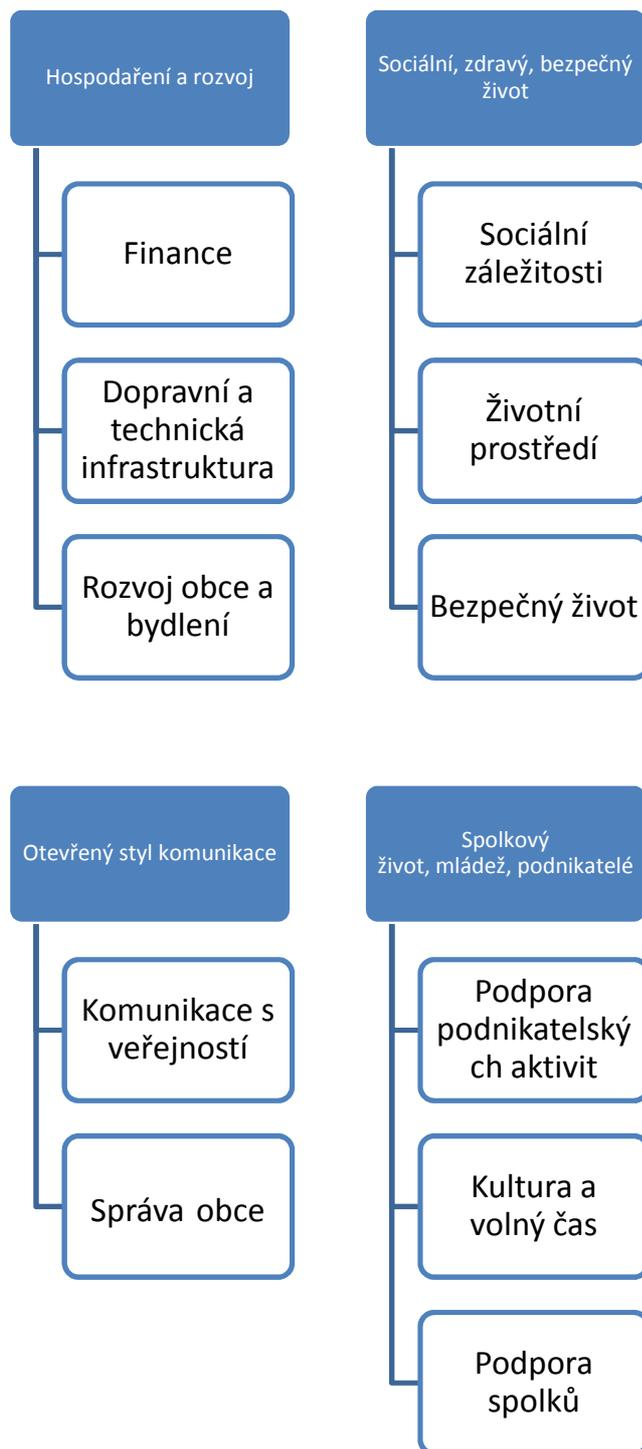 Hospodaření a rozvoj
Finance
Dopravní a
technická
infrastruktura
Rozvoj obce a
bydlení
Sociální, zdravý, bezpečný
život
Sociální
záležitosti
Životní
prostředí
Bezpečný život
Otevřený styl komunikace
Komunikace s
veřejností
Správa obce
Spolkový
život, mládež, podnikatelé
Podpora
podnikatelský
ch aktivit
Kultura a
volný čas
Podpora
spolků